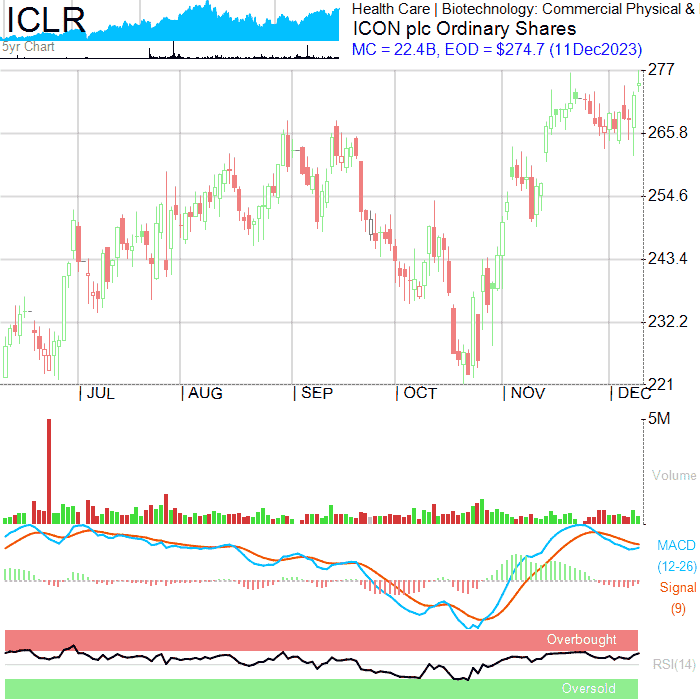 ICLR
5yr Chart
Health Care | Biotechnology: Commercial Physical &
ICON plc Ordinary Shares
MC = 22.4B, EOD = $274.7 (11Dec2023)
277
265.8
254.6
243.4
232.2
221
JUL AUG SEP OCT NOV DEC
5M
Volume
MACD
(12-26)
Signal
(9)
Overbought
RSI(14)
Oversold